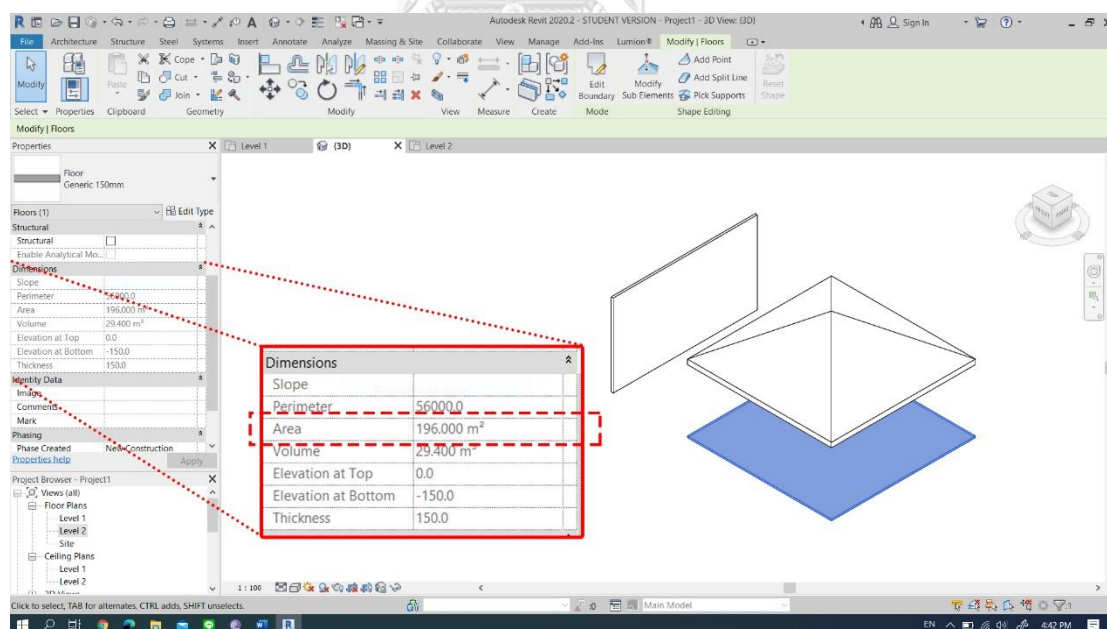 Autodesk Revit 2020.2 - STUDENT VERSION - Project1 - 3D View: {3D}
Sign In
File Architecture Structure Steel Systems Insert Annotate Analyze Massing & Site Collaborate View Manage Add-Ins Lumion® Modify | Floors
Modify
Paste
Cope
Cut
Join
Edit Boundary
Modify Sub Elements
Add Point
Add Split Line
Pick Supports
Reset Shape
Select Properties Clipboard Geometry Modify View Measure Create Mode Shape Editing
Modify | Floors
Properties
Level 1
{3D}
Level 2
Floor
Generic 150mm
Floors (1) Edit Type
Structural
Structural
Enable Analytical Mo...
Dimensions
Slope
Perimeter 56000.0
Area 196.000 m²
Volume 29.400 m³
Elevation at Top 0.0
Elevation at Bottom -150.0
Thickness 150.0
Identity Data
Image
Comments
Mark
Phasing
Phase Created New Construction
Properties help Apply
Dimensions
Slope
Perimeter 56000.0
Area 196.000 m²
Volume 29.400 m³
Elevation at Top 0.0
Elevation at Bottom -150.0
Thickness 150.0
TOP
FRONT
RIGHT
Project Browser - Project1
Views (all)
Floor Plans
Level 1
Level 2
Site
Ceiling Plans
Level 1
Level 2
3D Views
1 : 100
Click to select, TAB for alternates, CTRL adds, SHIFT unselects.
:0
Main Model
:1
EN
4:42 PM